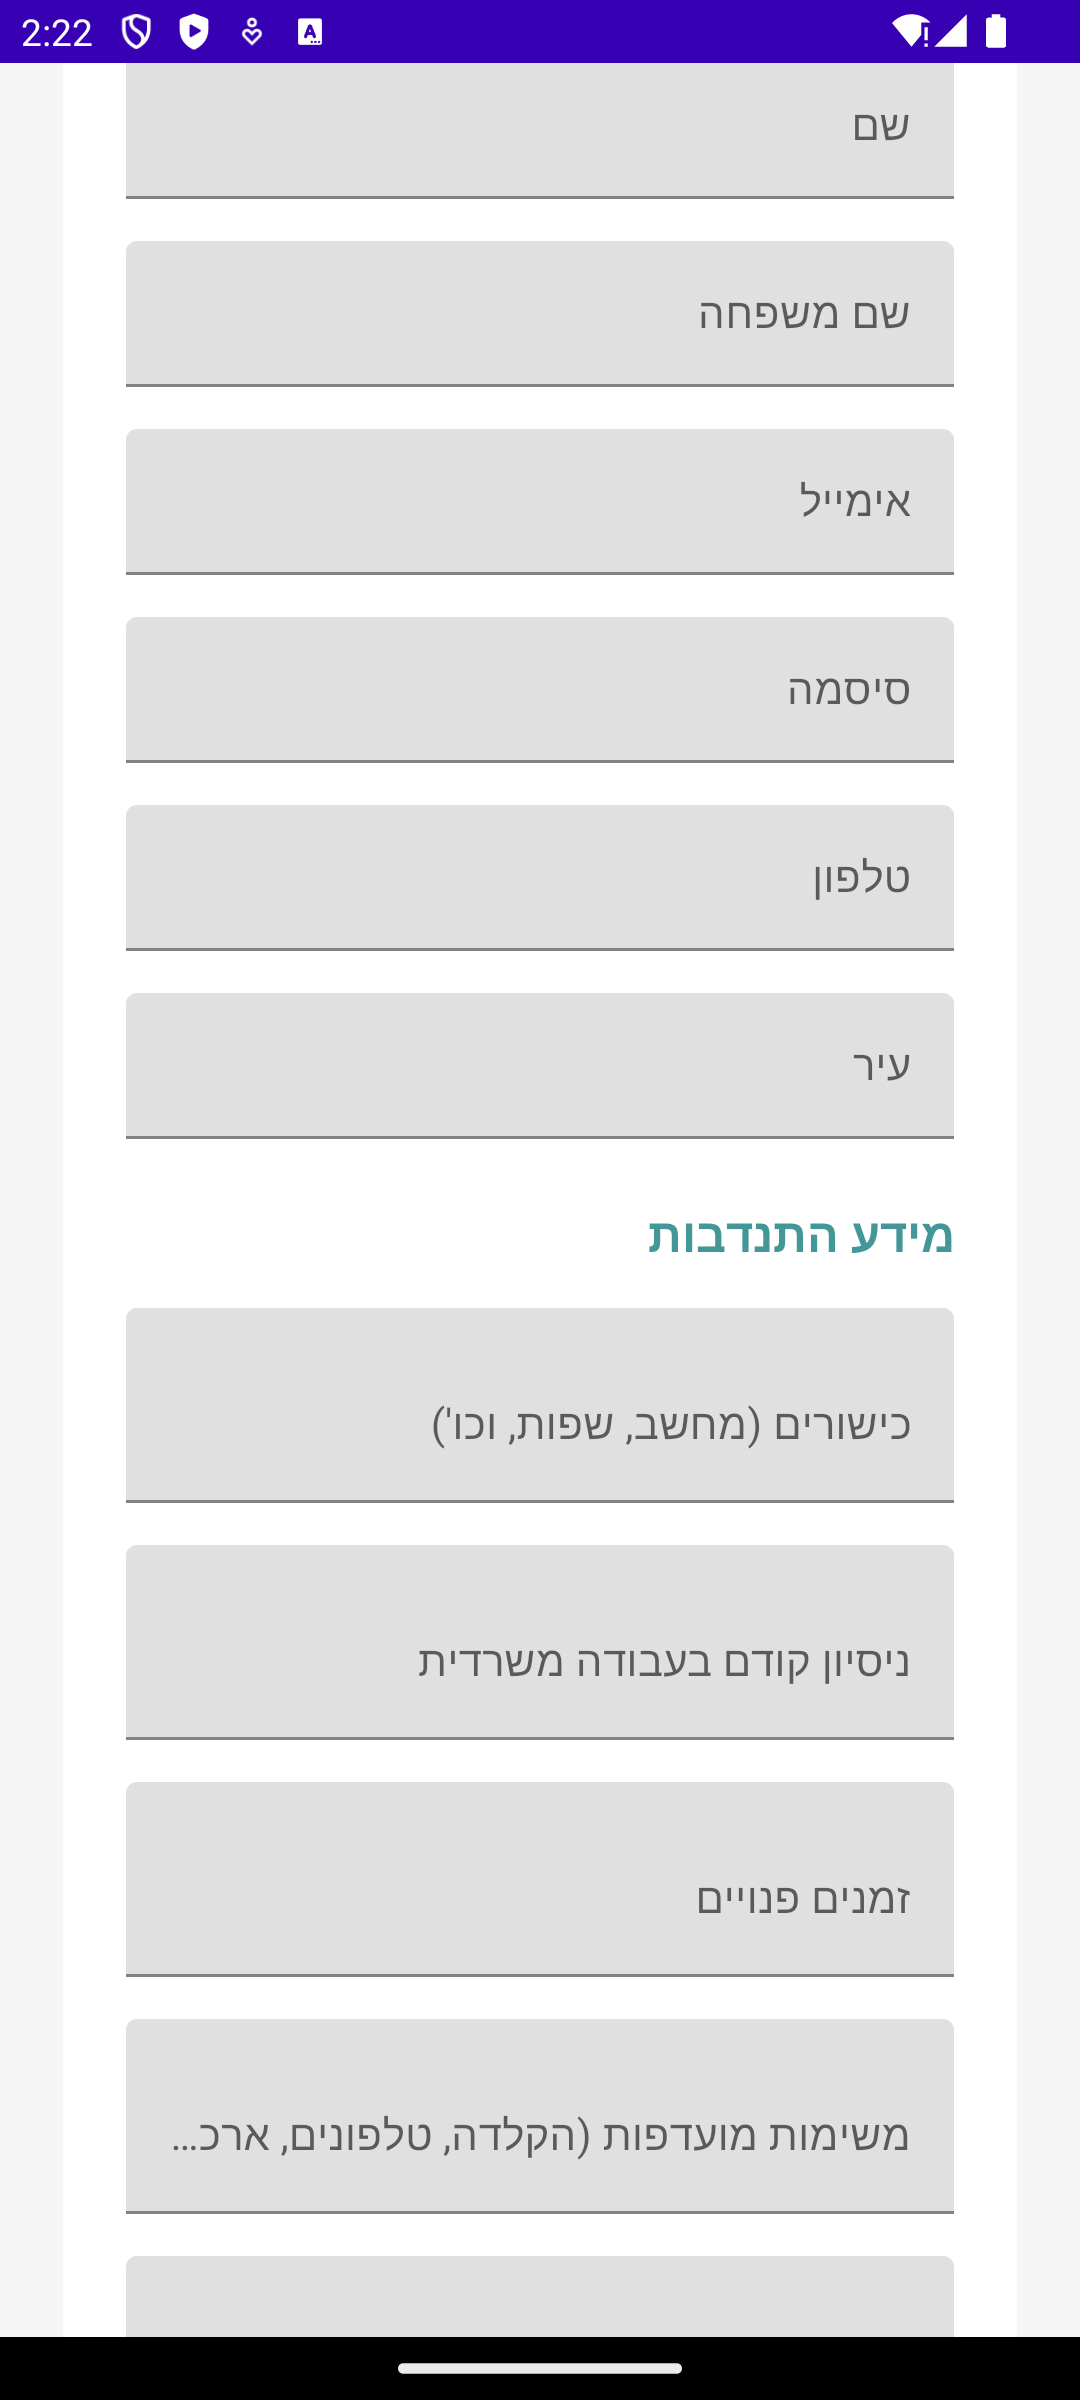 2:22
שם
שם משפחה
אימייל
סיסמה
טלפון
עיר
מידע התנדבות
כישורים (מחשב, שפות, וכו')
ניסיון קודם בעבודה משרדית
זמנים פנויים
משימות מועדפות (הקלדה, טלפונים, ארכ...